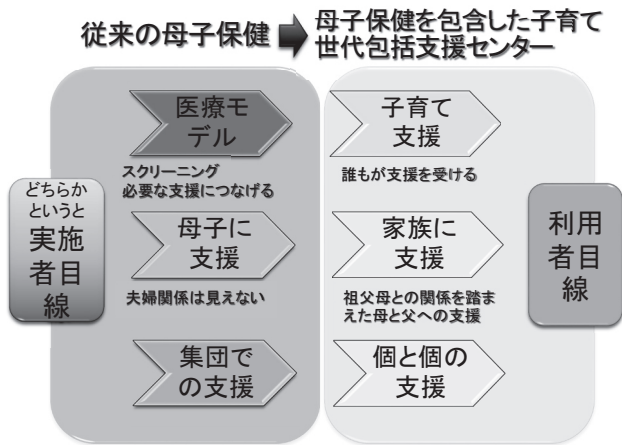 従来の母子保健
母子保健を包含した子育て
世代包括支援センター
どちらか
というと
実施
者目
線
医療モ
デル
スクリーニング
必要な支援につなげる
母子に
支援
夫婦関係は見えない
集団で
の支援
子育て
支援
誰もが支援を受ける
家族に
支援
祖父母との関係を踏ま
えた母と父への支援
個と個の
支援
利用
者目
線